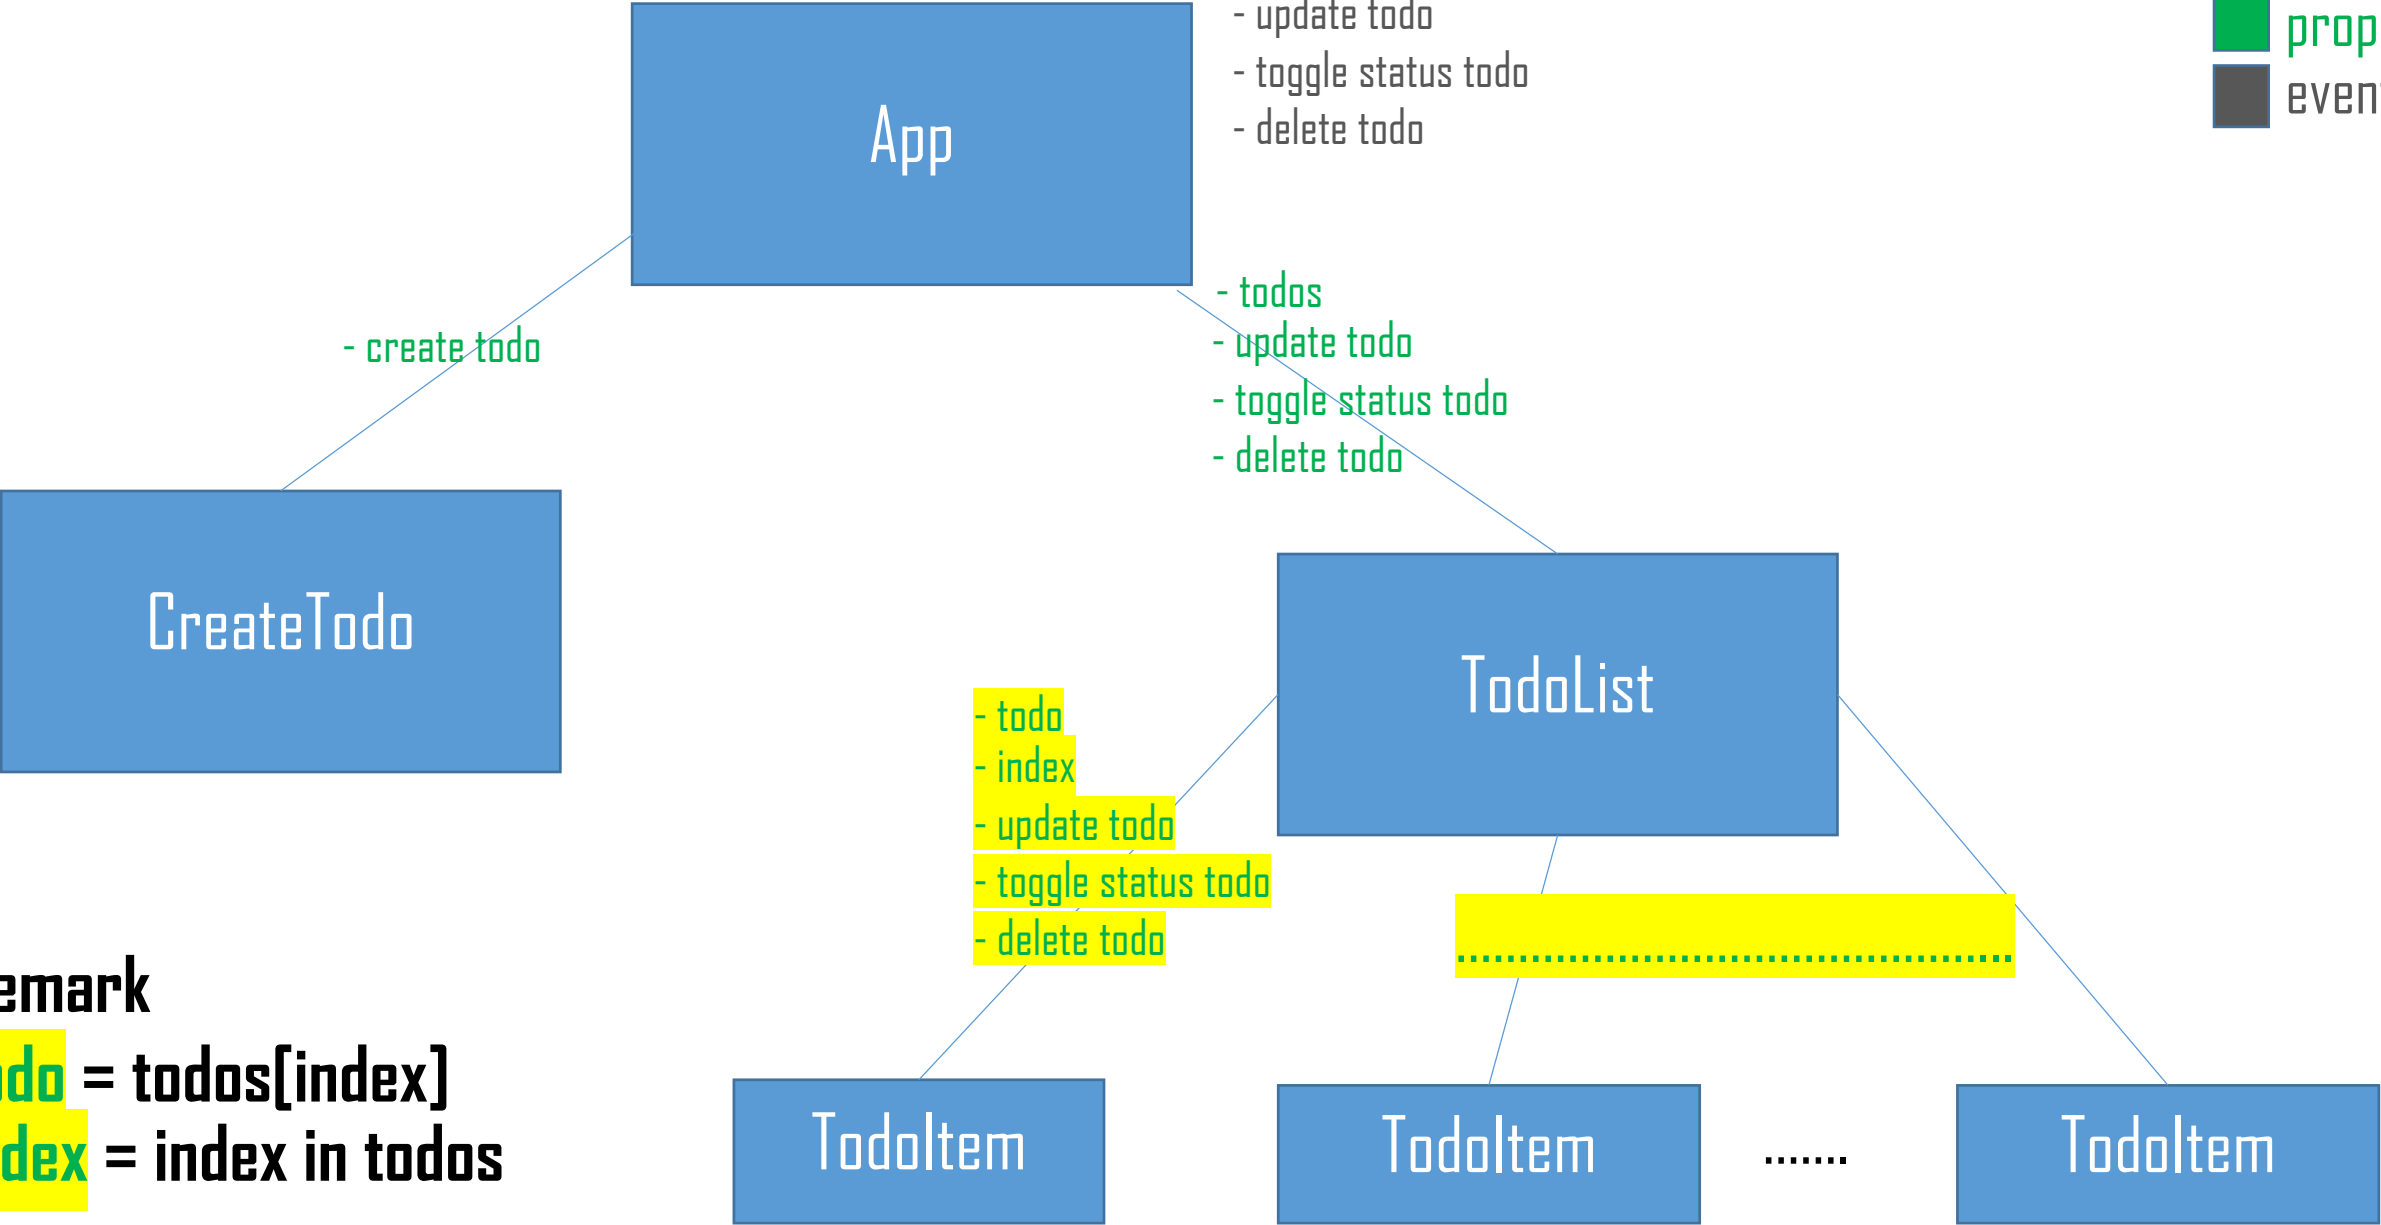 - update todo
- toggle status todo
- delete todo
prop
even
App
- todos
- update todo
- toggle status todo
- delete todo
- create todo
CreateTodo
TodoList
- todo
- index
- update todo
- toggle status todo
- delete todo
................................................
emark
do = todos[index]
dex = index in todos
TodoItem
TodoItem
.......
TodoItem